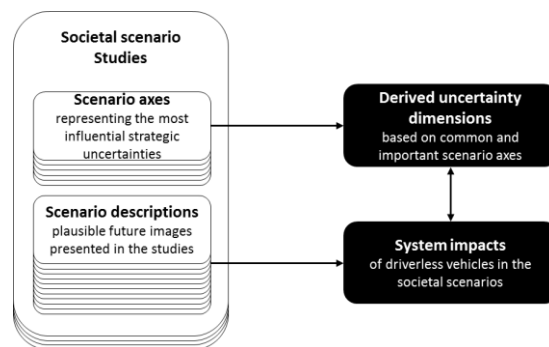 Societal scenario
Studies
Scenario axes
representing the most
influential strategic
uncertainties
Scenario descriptions
plausible future images
presented in the studies
Derived uncertainty
dimensions
based on common and
important scenario axes
System impacts
of driverless vehicles in the
societal scenarios